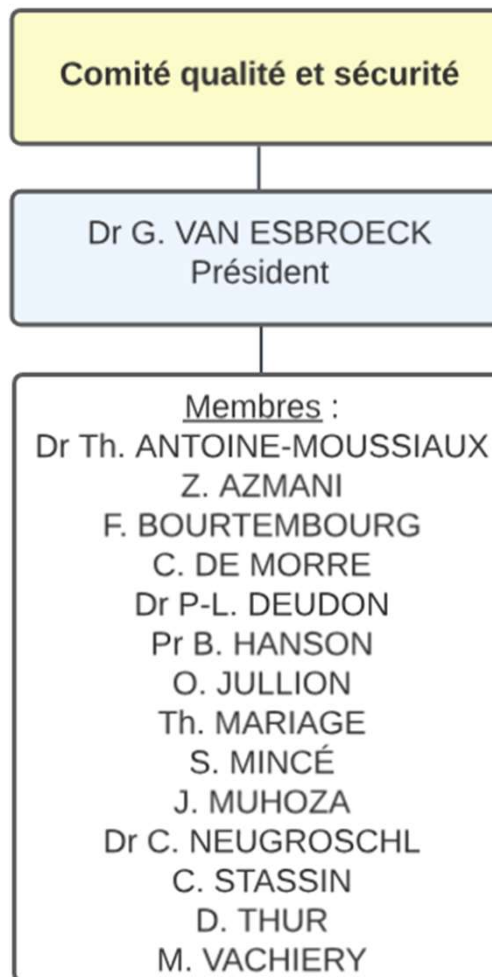 Comité qualité et sécurité
Dr G. VAN ESBROECK
Président
Membres :
Dr Th. ANTOINE-MOUSSIAUX
Z. AZMANI
F. BOURTEMBOURG
C. DE MORRE
Dr P-L. DEUDON
Pr B. HANSON
O. JULLION
Th. MARIAGE
S. MINCÉ
J. MUHOZA
Dr C. NEUGROSCHL
C. STASSIN
D. THUR
M. VACHIERY